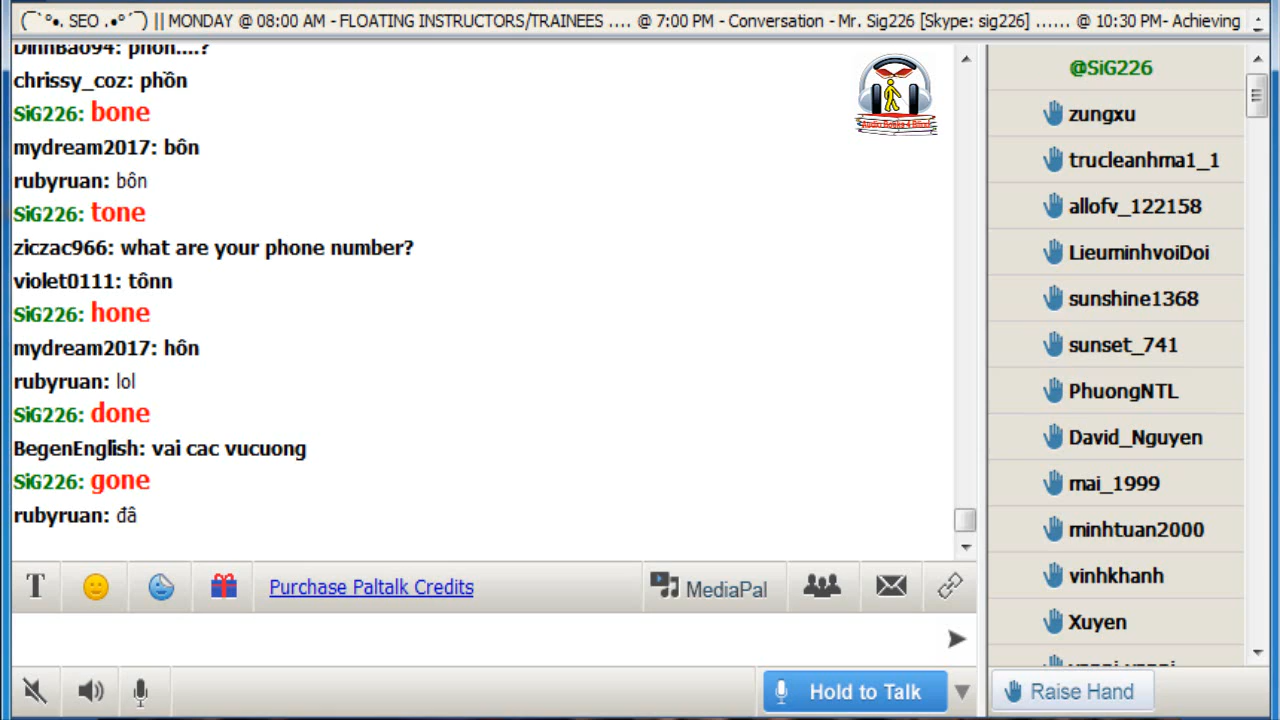 (¯`°•. SEO .•°´¯) || MONDAY @ 08:00 AM - FLOATING INSTRUCTORS/TRAINEES .... @ 7:00 PM - Conversation - Mr. Sig226 [Skype: sig226] ...... @ 10:30 PM- Achieving
DinhBao94: phôn....?
chrissy_coz: phồn
SiG226: bone
mydream2017: bôn
rubyruan: bôn
SiG226: tone
ziczac966: what are your phone number?
violet0111: tônn
SiG226: hone
mydream2017: hôn
rubyruan: lol
SiG226: done
BegenEnglish: vai cac vucuong
SiG226: gone
rubyruan: đâ
Purchase Paltalk Credits
MediaPal
Hold to Talk
@SiG226
zungxu
trucleanhma1_1
allofv_122158
LieuminhvoiDoi
sunshine1368
sunset_741
PhuongNTL
David_Nguyen
mai_1999
minhtuan2000
vinhkhanh
Xuyen
Raise Hand